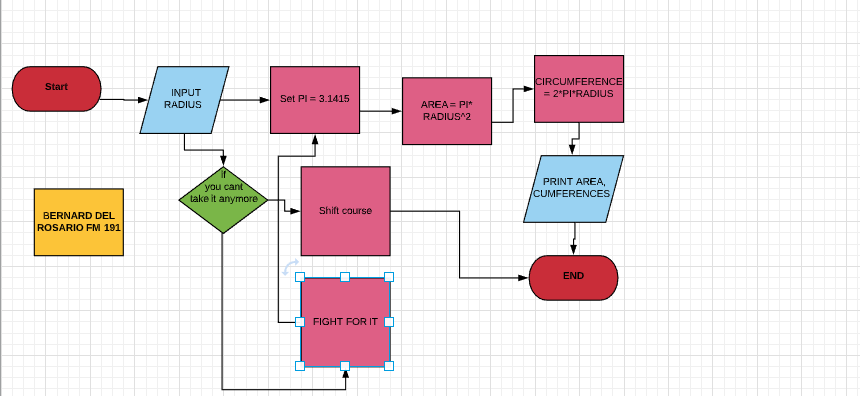 Start
INPUT
RADIUS
Set PI = 3.1415
AREA = PI*
RADIUS^2
CIRCUMFERENCE
= 2*PI*RADIUS
if
you cant
take it anymore
Shift course
PRINT AREA,
CUMFERENCES
BERNARD DEL
ROSARIO FM 191
END
FIGHT FOR IT